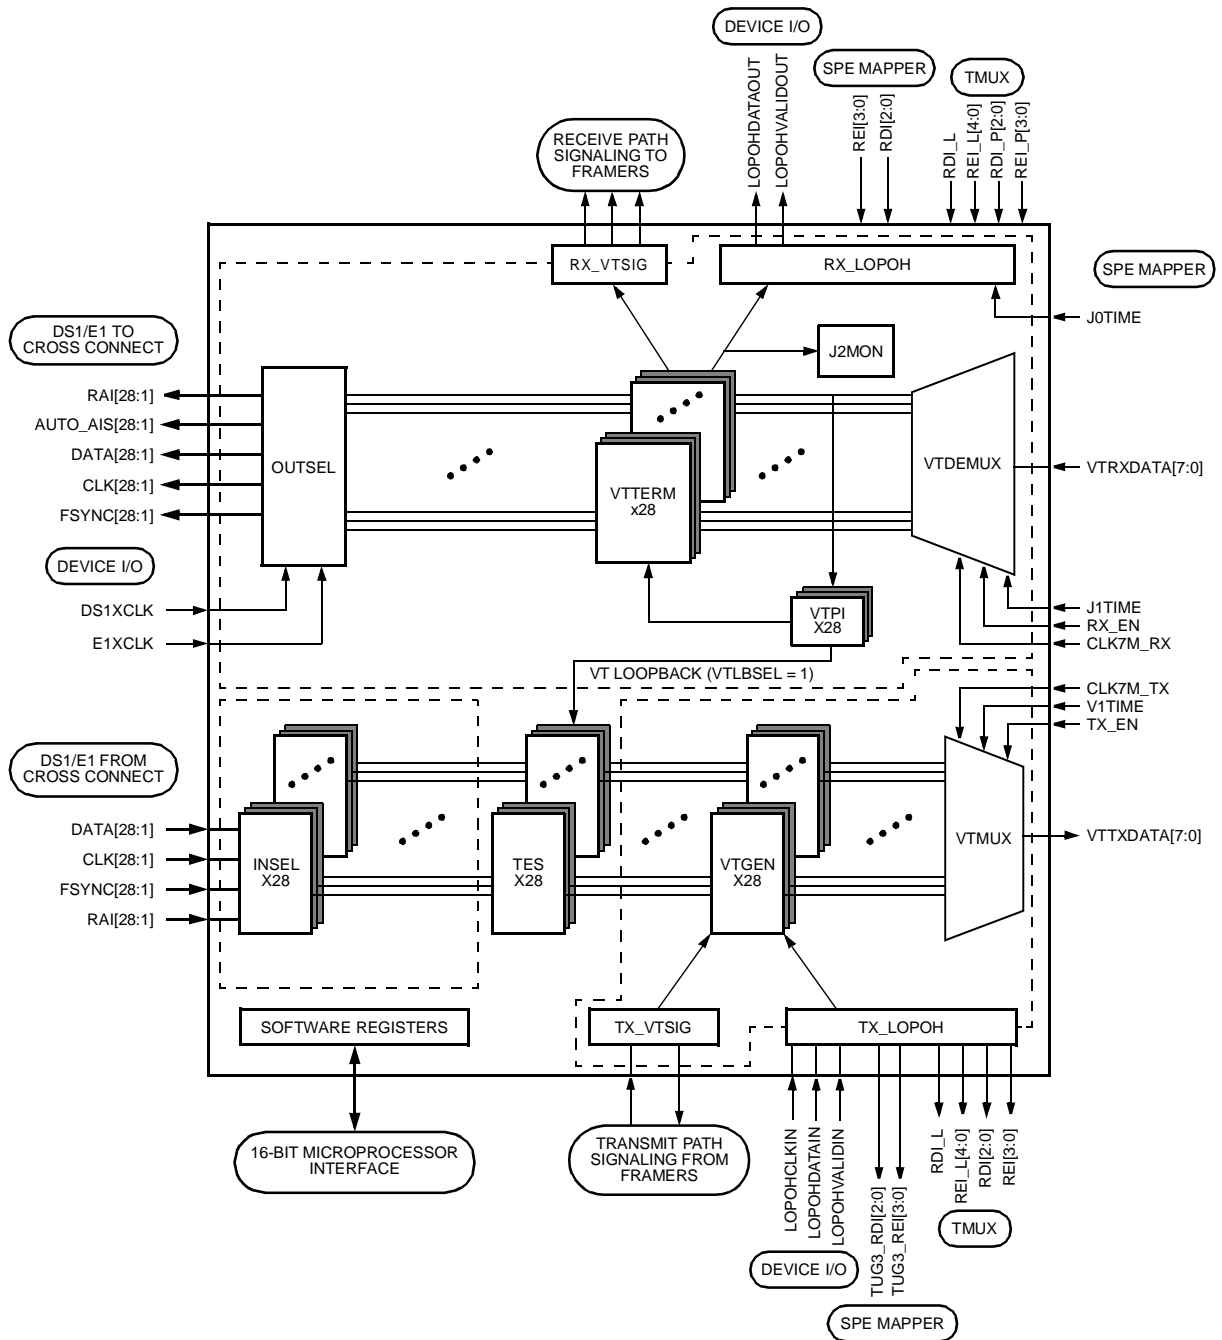 DEVICE I/O
SPE MAPPER
TMUX
LOPOHDATAOUT
LOPOHVALIDOUT
REI[3:0]
RDI[2:0]
RDI_L
REI_L[4:0]
RDI_P[2:0]
REI_P[3:0]
RECEIVE PATH
SIGNALING TO
FRAMERS
RX_VTSIG
RX_LOPOH
SPE MAPPER
J0TIME
DS1/E1 TO
CROSS CONNECT
J2MON
RAI[28:1]
AUTO_AIS[28:1]
DATA[28:1]
CLK[28:1]
FSYNC[28:1]
OUTSEL
VTTERM
x28
VTDEMUX
VTRXDATA[7:0]
DEVICE I/O
DS1XCLK
E1XCLK
VTPI
X28
J1TIME
RX_EN
CLK7M_RX
VT LOOPBACK (VTLBSEL = 1)
CLK7M_TX
V1TIME
TX_EN
DS1/E1 FROM
CROSS CONNECT
DATA[28:1]
CLK[28:1]
FSYNC[28:1]
RAI[28:1]
INSEL
X28
TES
X28
VTGEN
X28
VTMUX
VTTXDATA[7:0]
SOFTWARE REGISTERS
TX_VTSIG
TX_LOPOH
16-BIT MICROPROCESSOR
INTERFACE
TRANSMIT PATH
SIGNALING FROM
FRAMERS
LOPOHCLKIN
LOPOHDATAIN
LOPOHVALIDIN
TUG3_RDI[2:0]
TUG3_REI[3:0]
RDI_L
REI_L[4:0]
RDI[2:0]
REI[3:0]
DEVICE I/O
TMUX
SPE MAPPER